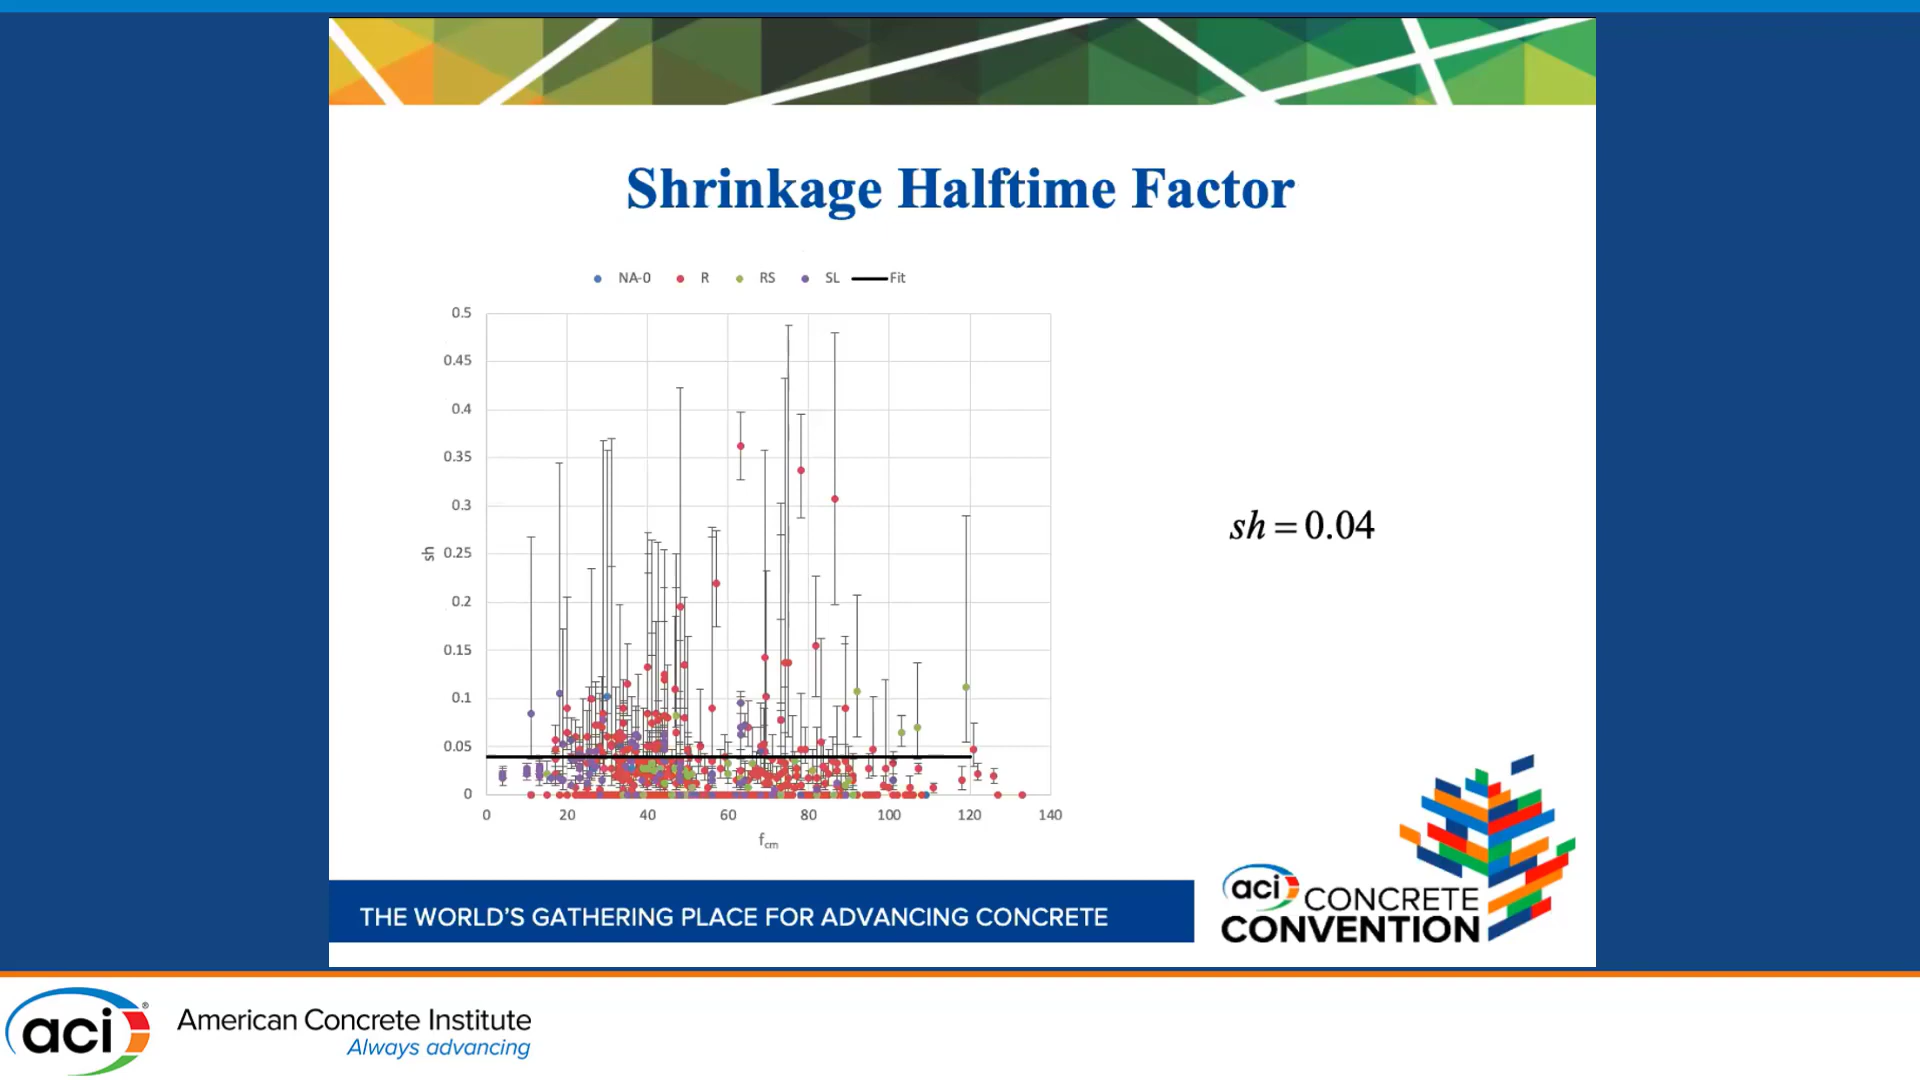 Shrinkage Halftime Factor
NA-0 R RS SL Fit
0.5
0.45
0.4
0.35
0.3
0.25
0.2
0.15
0.1
0.05
0
sh
0 20 40 60 80 100 120 140
fcm
sh = 0.04
THE WORLD'S GATHERING PLACE FOR ADVANCING CONCRETE
aci CONCRETE
CONVENTION
aci®
American Concrete Institute
Always advancing